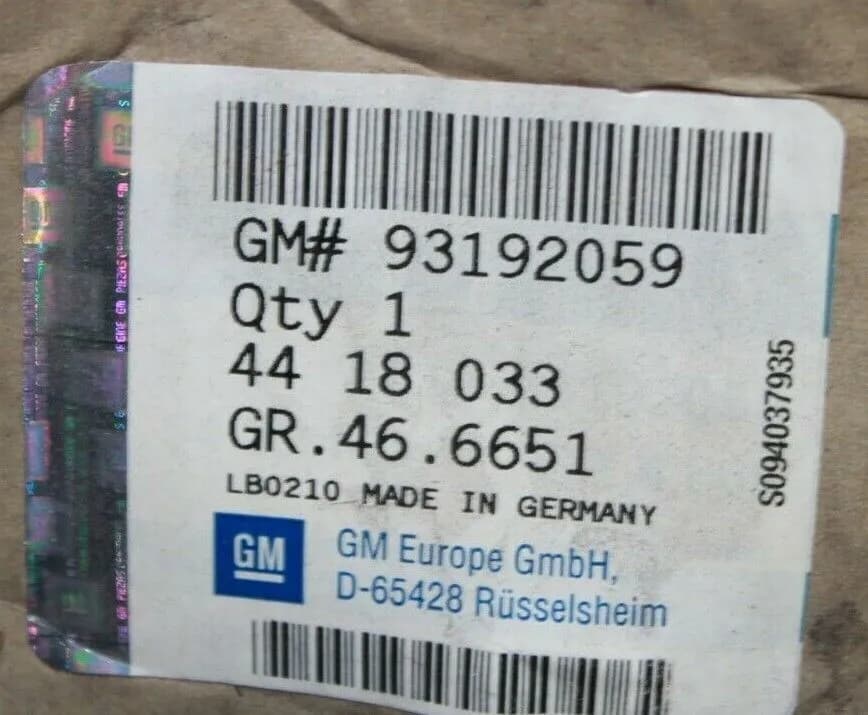 GM# 93192059
Qty 1
44 18 033
GR.46.6651
LB0210 MADE IN GERMANY
GM
GM Europe GmbH,
D-65428 Rüsselsheim
S094037935